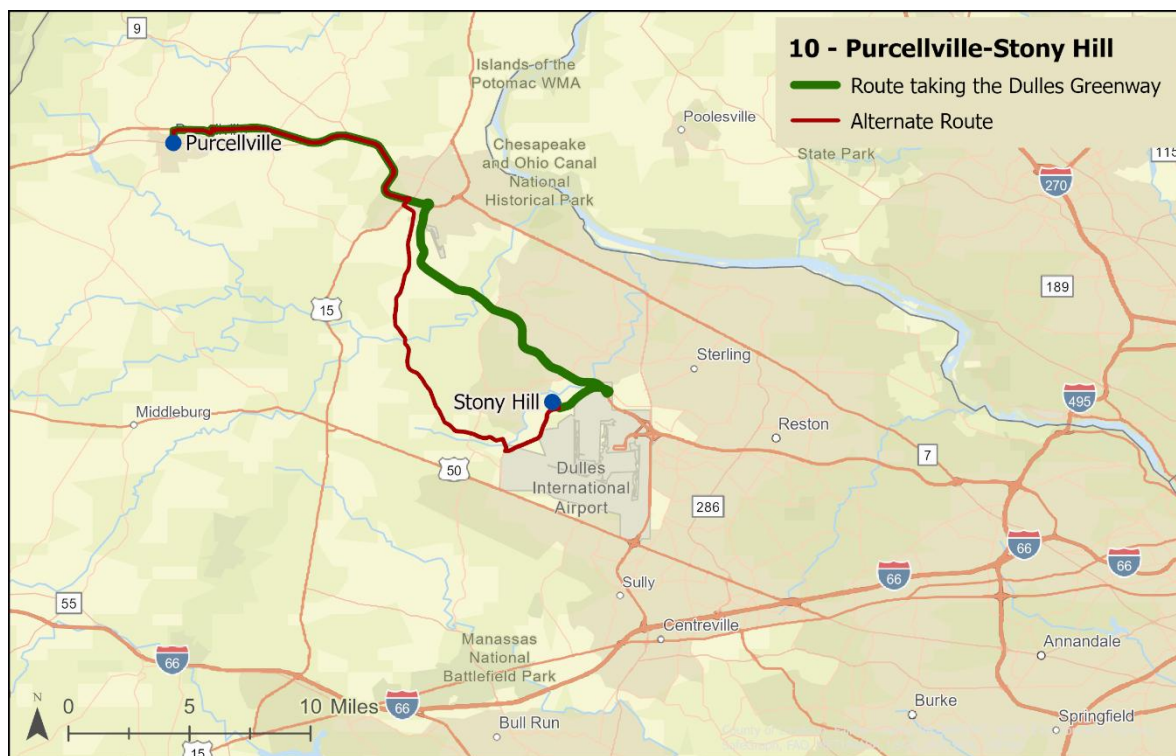 10 - Purcellville-Stony Hill
Route taking the Dulles Greenway
Alternate Route
9
Islands of the
Potomac WMA
Poolesville
115
State Park
270
Purcellville
Chesapeake
and Ohio Canal
National
Historical Park
189
15
Sterling
495
Stony Hill
Middleburg
Reston
7
50
Dulles
International
Airport
286
66
66
66
Sully
55
Centreville
Annandale
66
Manassas
National
Battlefield Park
N
0 5 10 Miles
66
Burke
Bull Run
Springfield
15